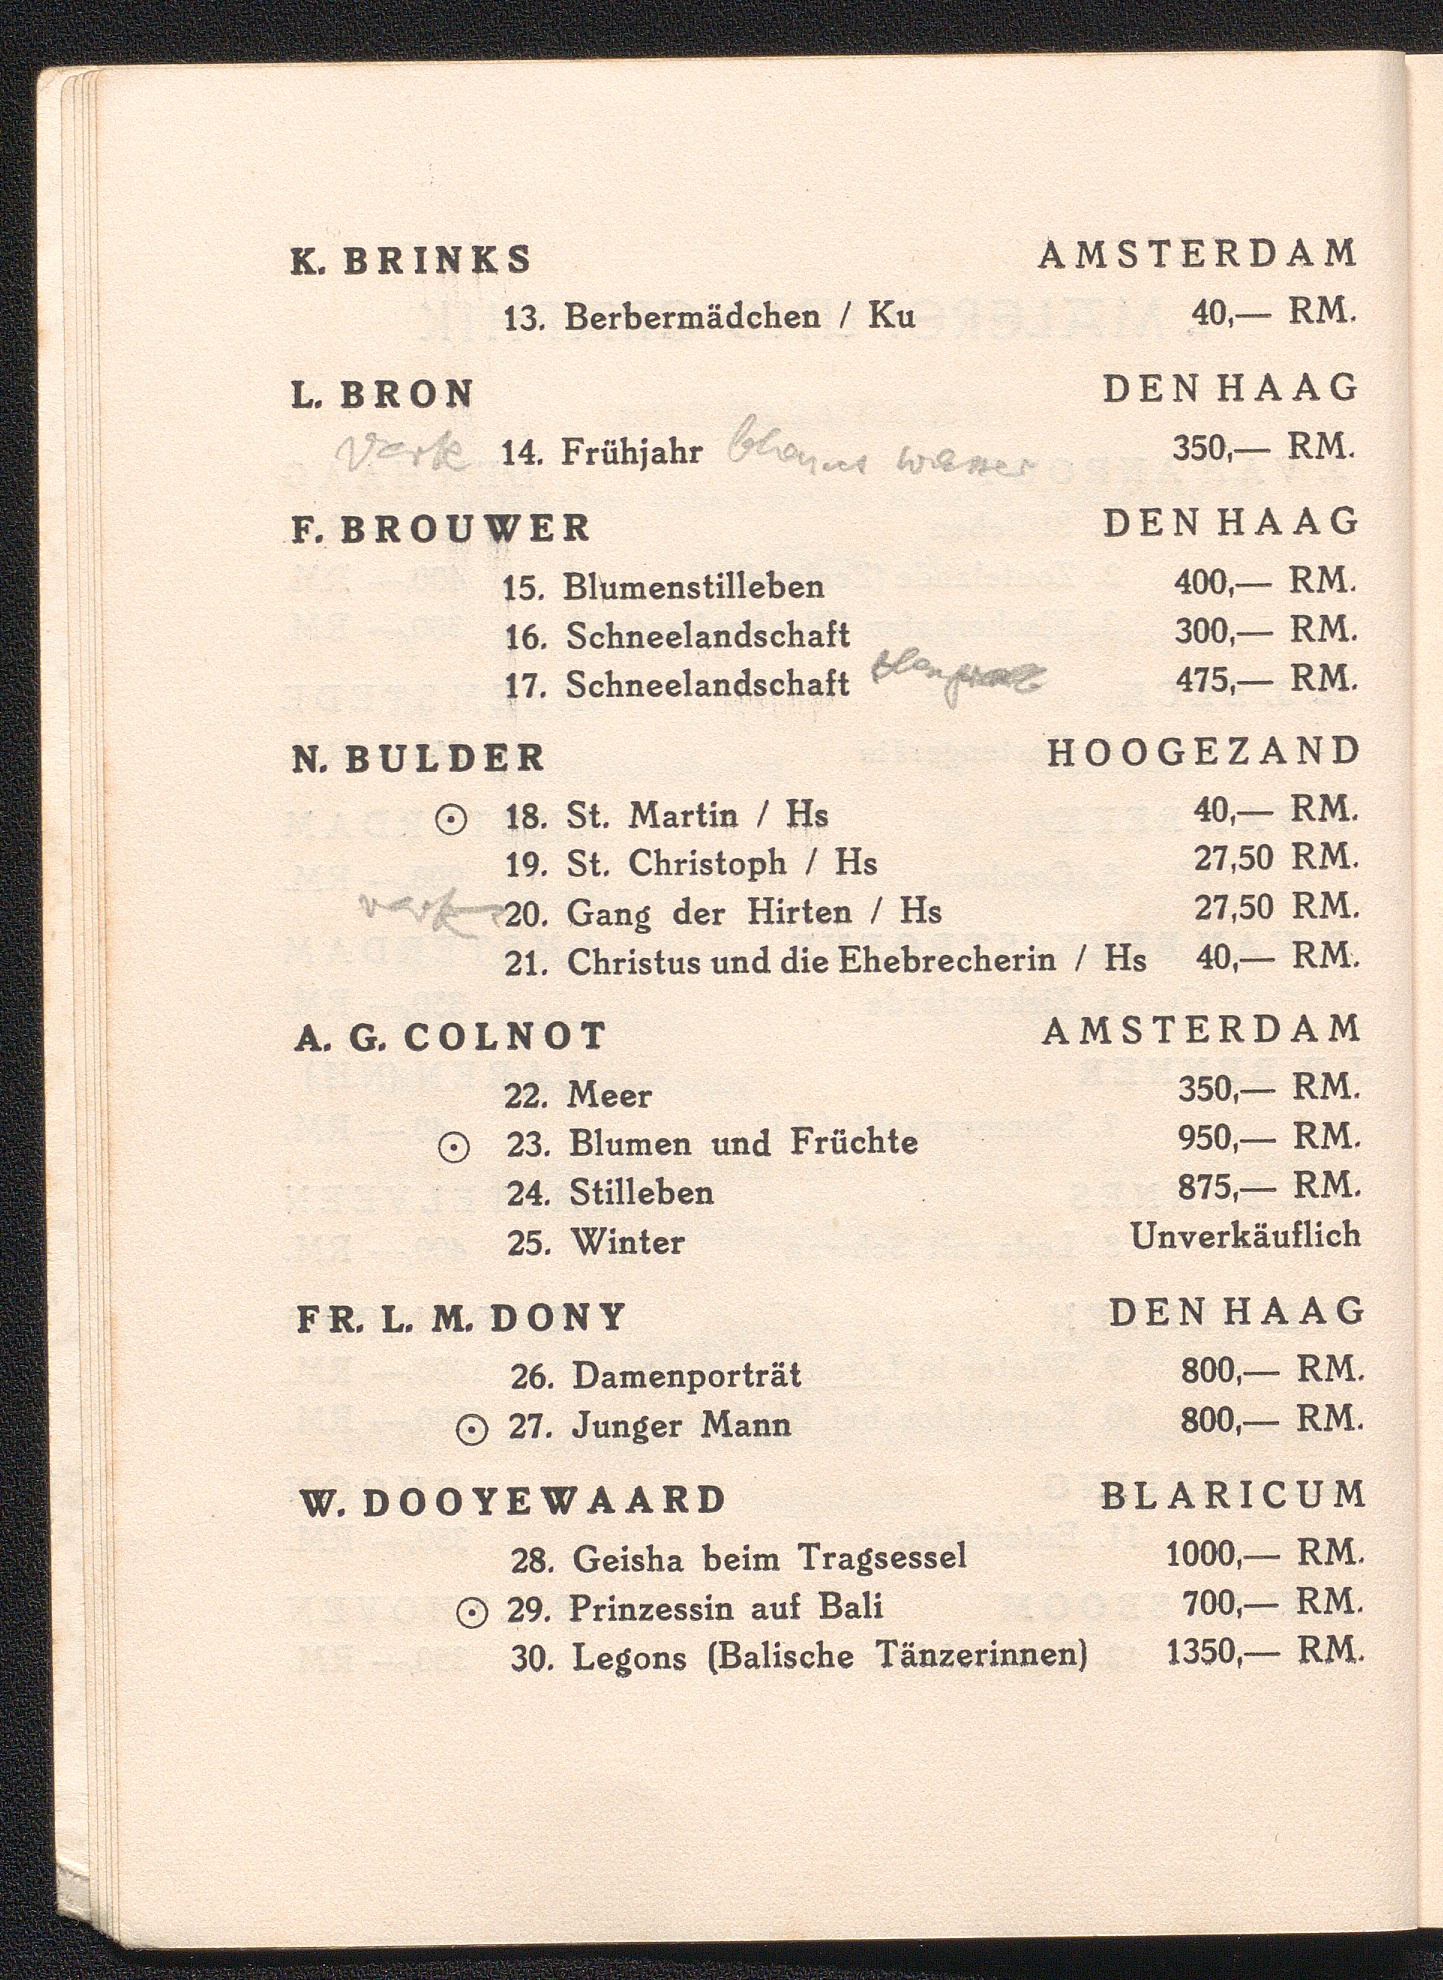 K. BRINKS AMSTERDAM
13. Berbermädchen / Ku 40,— RM.
L. BRON DEN HAAG
Verk 14. Frühjahr wasser 350,— RM.
F. BROUWER DEN HAAG
15. Blumenstilleben 400,— RM.
16. Schneelandschaft 300,— RM.
17. Schneelandschaft 475,— RM.
N. BULDER HOOGEZAND
⊙ 18. St. Martin / Hs 40,— RM.
19. St. Christoph / Hs 27,50 RM.
verk 20. Gang der Hirten / Hs 27,50 RM.
21. Christus und die Ehebrecherin / Hs 40,— RM.
A. G. COLNOT AMSTERDAM
22. Meer 350,— RM.
⊙ 23. Blumen und Früchte 950,— RM.
24. Stilleben 875,— RM.
25. Winter Unverkäuflich
FR. L. M. DONY DEN HAAG
26. Damenporträt 800,— RM.
⊙ 27. Junger Mann 800,— RM.
W. DOOYEWAARD BLARICUM
28. Geisha beim Tragsessel 1000,— RM.
⊙ 29. Prinzessin auf Bali 700,— RM.
30. Legons (Balische Tänzerinnen) 1350,— RM.